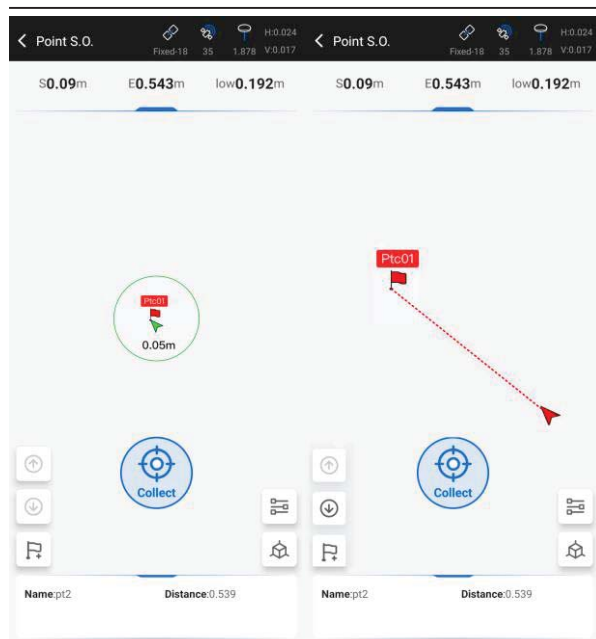 Point S.O.
Fixed-18 35 1.878 H:0.024 V:0.017
S0.09m E0.543m low0.192m
Ptc01
0.05m
Collect
Name:pt2 Distance:0.539
Point S.O.
Fixed-18 35 1.878 H:0.024 V:0.017
S0.09m E0.543m low0.192m
Ptc01
Collect
Name:pt2 Distance:0.539